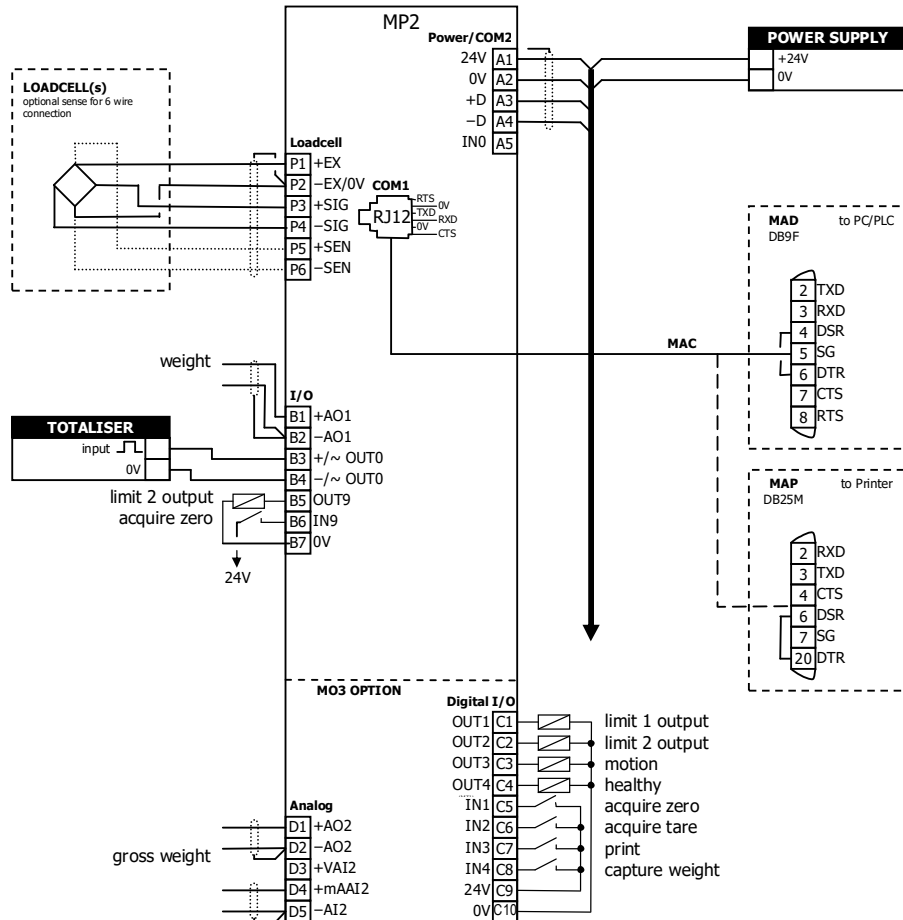 MP2
Power/COM2
24V A1
0V A2
+D A3
−D A4
IN0 A5
POWER SUPPLY
+24V
0V
LOADCELL(s)
optional sense for 6 wire
connection
Loadcell
P1 +EX
P2 −EX/0V
P3 +SIG
P4 −SIG
P5 +SEN
P6 −SEN
COM1
RJ12
RTS
0V
TXD
RXD
0V
CTS
MAC
MAD to PC/PLC
DB9F
2 TXD
3 RXD
4 DSR
5 SG
6 DTR
7 CTS
8 RTS
weight
I/O
B1 +AO1
B2 −AO1
B3 +/~ OUT0
B4 −/~ OUT0
B5 OUT9
B6 IN9
B7 0V
TOTALISER
input
0V
limit 2 output
acquire zero
24V
MAP to Printer
DB25M
2 RXD
3 TXD
4 CTS
6 DSR
7 SG
20 DTR
MO3 OPTION
Digital I/O
OUT1 C1 limit 1 output
OUT2 C2 limit 2 output
OUT3 C3 motion
OUT4 C4 healthy
IN1 C5 acquire zero
IN2 C6 acquire tare
IN3 C7 print
IN4 C8 capture weight
24V C9
0V C10
Analog
D1 +AO2
D2 −AO2
D3 +VAI2
D4 +mAAI2
D5 −AI2
gross weight